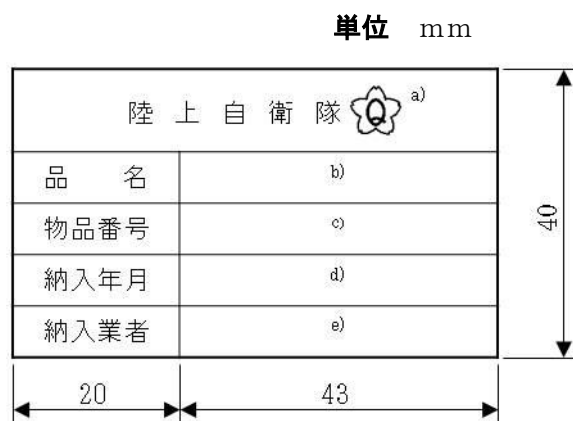 単位 mm
陸上自衛隊 Q a)
品名 b)
物品番号 c)
納入年月 d)
納入業者 e)
40
20 43